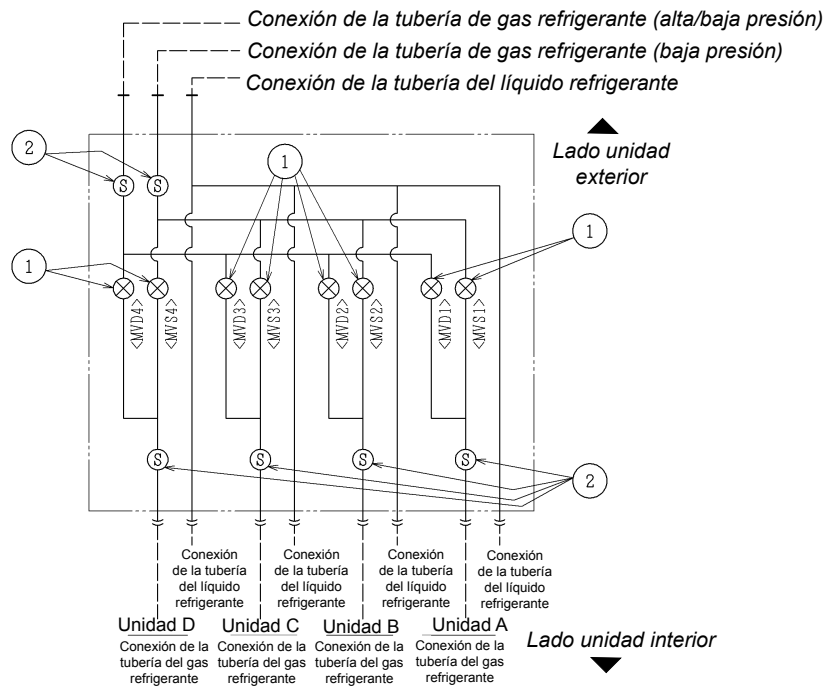 Conexión de la tubería de gas refrigerante (alta/baja presión)
Conexión de la tubería de gas refrigerante (baja presión)
Conexión de la tubería del líquido refrigerante
Lado unidad
exterior
2
1
S
S
1
1
<MVD4>
<MVS4>
<MVD3>
<MVS3>
<MVD2>
<MVS2>
<MVD1>
<MVS1>
S
S
S
S
2
Conexión
de la tubería
del líquido
refrigerante
Conexión
de la tubería
del líquido
refrigerante
Conexión
de la tubería
del líquido
refrigerante
Conexión
de la tubería
del líquido
refrigerante
Unidad D
Conexión de la
tubería del gas
refrigerante
Unidad C
Conexión de la
tubería del gas
refrigerante
Unidad B
Conexión de la
tubería del gas
refrigerante
Unidad A
Conexión de la
tubería del gas
refrigerante
Lado unidad interior